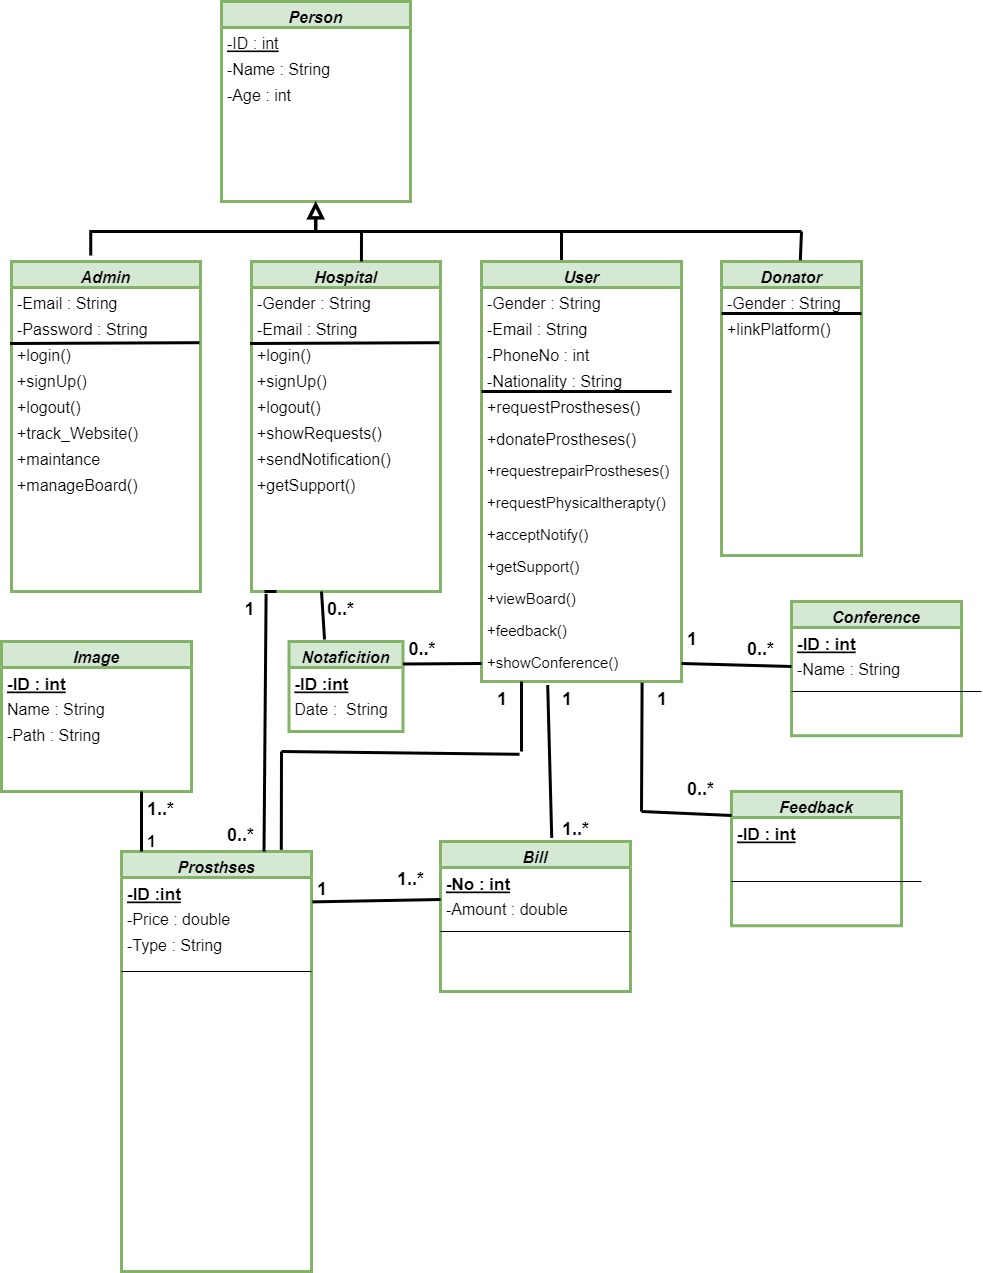 Person
-ID : int
-Name : String
-Age : int
Admin
-Email : String
-Password : String
+login()
+signUp()
+logout()
+track_Website()
+maintance
+manageBoard()
Hospital
-Gender : String
-Email : String
+login()
+signUp()
+logout()
+showRequests()
+sendNotification()
+getSupport()
User
-Gender : String
-Email : String
-PhoneNo : int
-Nationality : String
+requestProstheses()
+donateProstheses()
+requestrepairProstheses()
+requestPhysicaltherapty()
+acceptNotify()
+getSupport()
+viewBoard()
+feedback()
+showConference()
Donator
-Gender : String
+linkPlatform()
1
0..*
0..*
1
0..*
Conference
-ID : int
-Name : String
Image
-ID : int
Name : String
-Path : String
Notaficition
-ID :int
Date :  String
1
1
1
1..*
1
0..*
1..*
0..*
Feedback
-ID : int
Prosthses
-ID :int
-Price : double
-Type : String
1
1..*
Bill
-No : int
-Amount : double